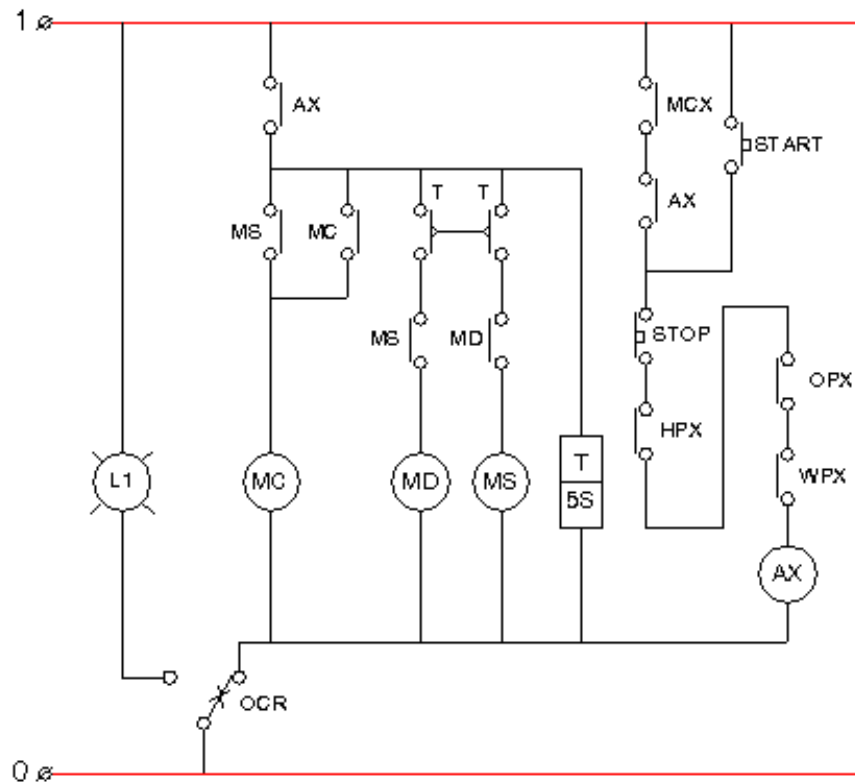 1
AX
MCX
START
T T
AX
MS MC
MS MD
STOP
OPX
HPX
L1 MC MD MS T
5S
WPX
AX
OCR
0